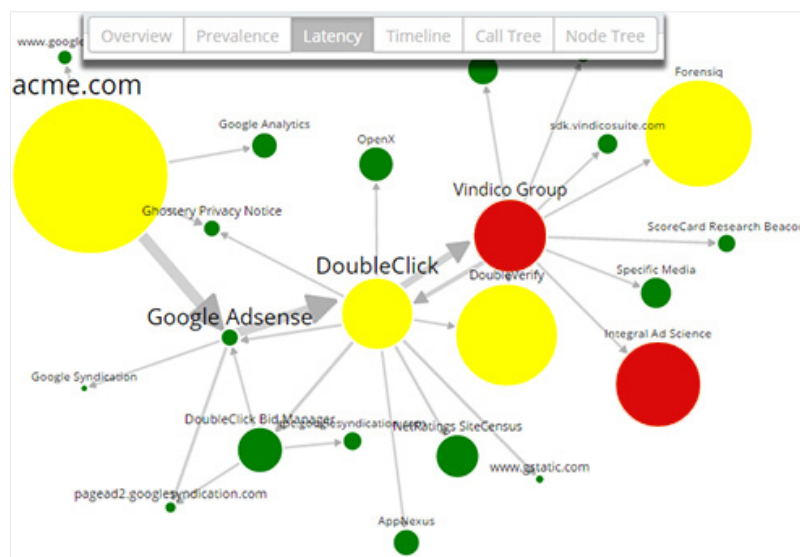 Overview Prevalence Latency Timeline Call Tree Node Tree
www.google
acme.com
Forensiq
Google Analytics
OpenX
sdk.vindicosuite.com
Vindico Group
Ghostery Privacy Notice
ScoreCard Research Beacon
DoubleClick
DoubleVerify
Specific Media
Google Adsense
Integral Ad Science
Google Syndication
DoubleClick Bid Manager
googlesyndication.com
NetRatings SiteCensus
www.gstatic.com
pagead2.googlesyndication.com
AppNexus